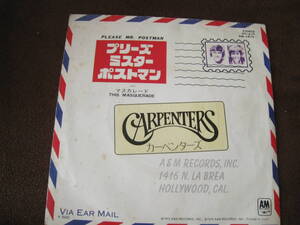 PLEASE MR. POSTMAN
プリーズ
ミスター
ポストマン
マスカレード
THIS MASQUERADE
CARPENTERS
カーペンターズ
A & M RECORDS, INC.
1416 N. LA BREA
HOLLYWOOD, CAL.
VIA EAR MAIL
A&M